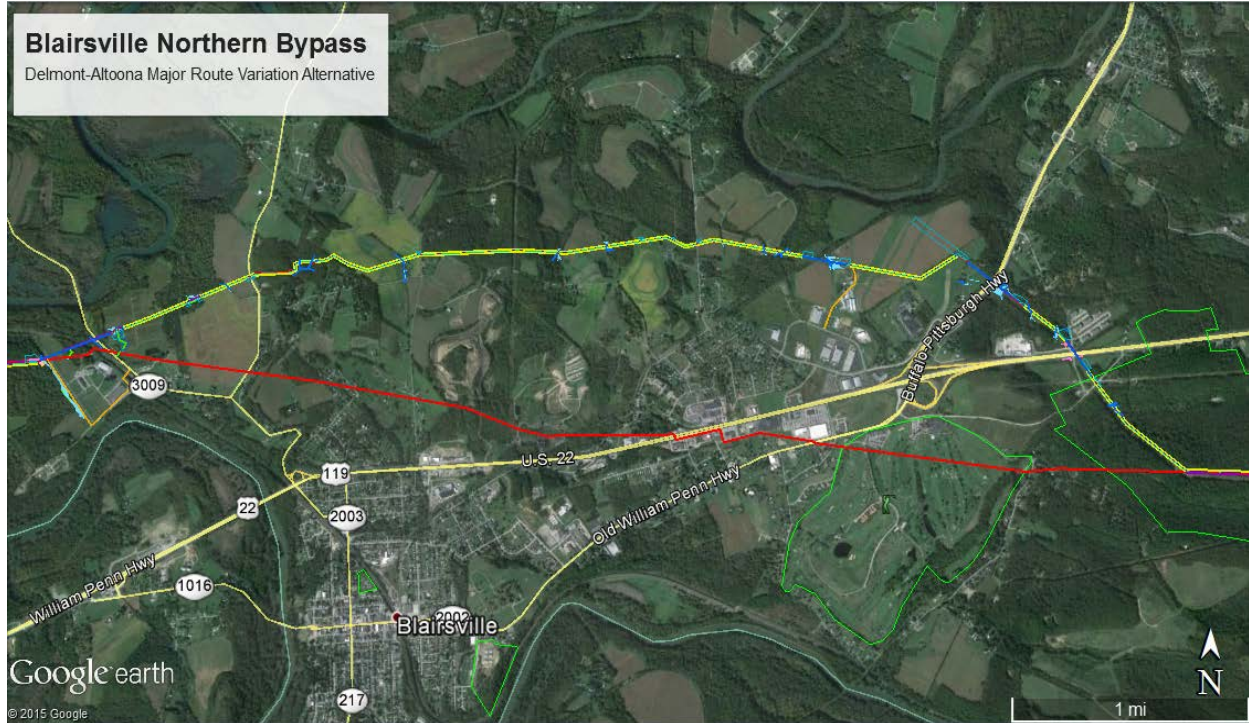 Blairsville Northern Bypass
Delmont-Altoona Major Route Variation Alternative
Buffalo-Pittsburgh Hwy
3009
119
U.S. 22
2003
22
Old William Penn Hwy
William Penn Hwy
1016
2002
Blairsville
217
Google earth
© 2015 Google
N
1 mi